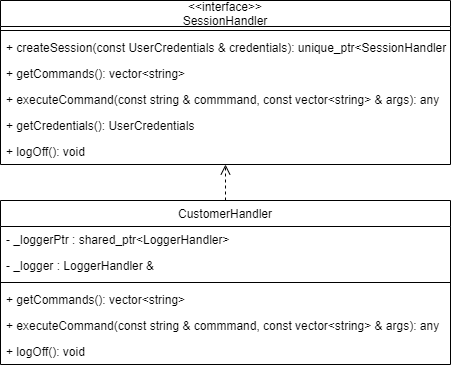 <<interface>>
SessionHandler
+ createSession(const UserCredentials & credentials): unique_ptr<SessionHandler
+ getCommands(): vector<string>
+ executeCommand(const string & commmand, const vector<string> & args): any
+ getCredentials(): UserCredentials
+ logOff(): void
CustomerHandler
- _loggerPtr : shared_ptr<LoggerHandler>
- _logger : LoggerHandler &
+ getCommands(): vector<string>
+ executeCommand(const string & commmand, const vector<string> & args): any
+ logOff(): void